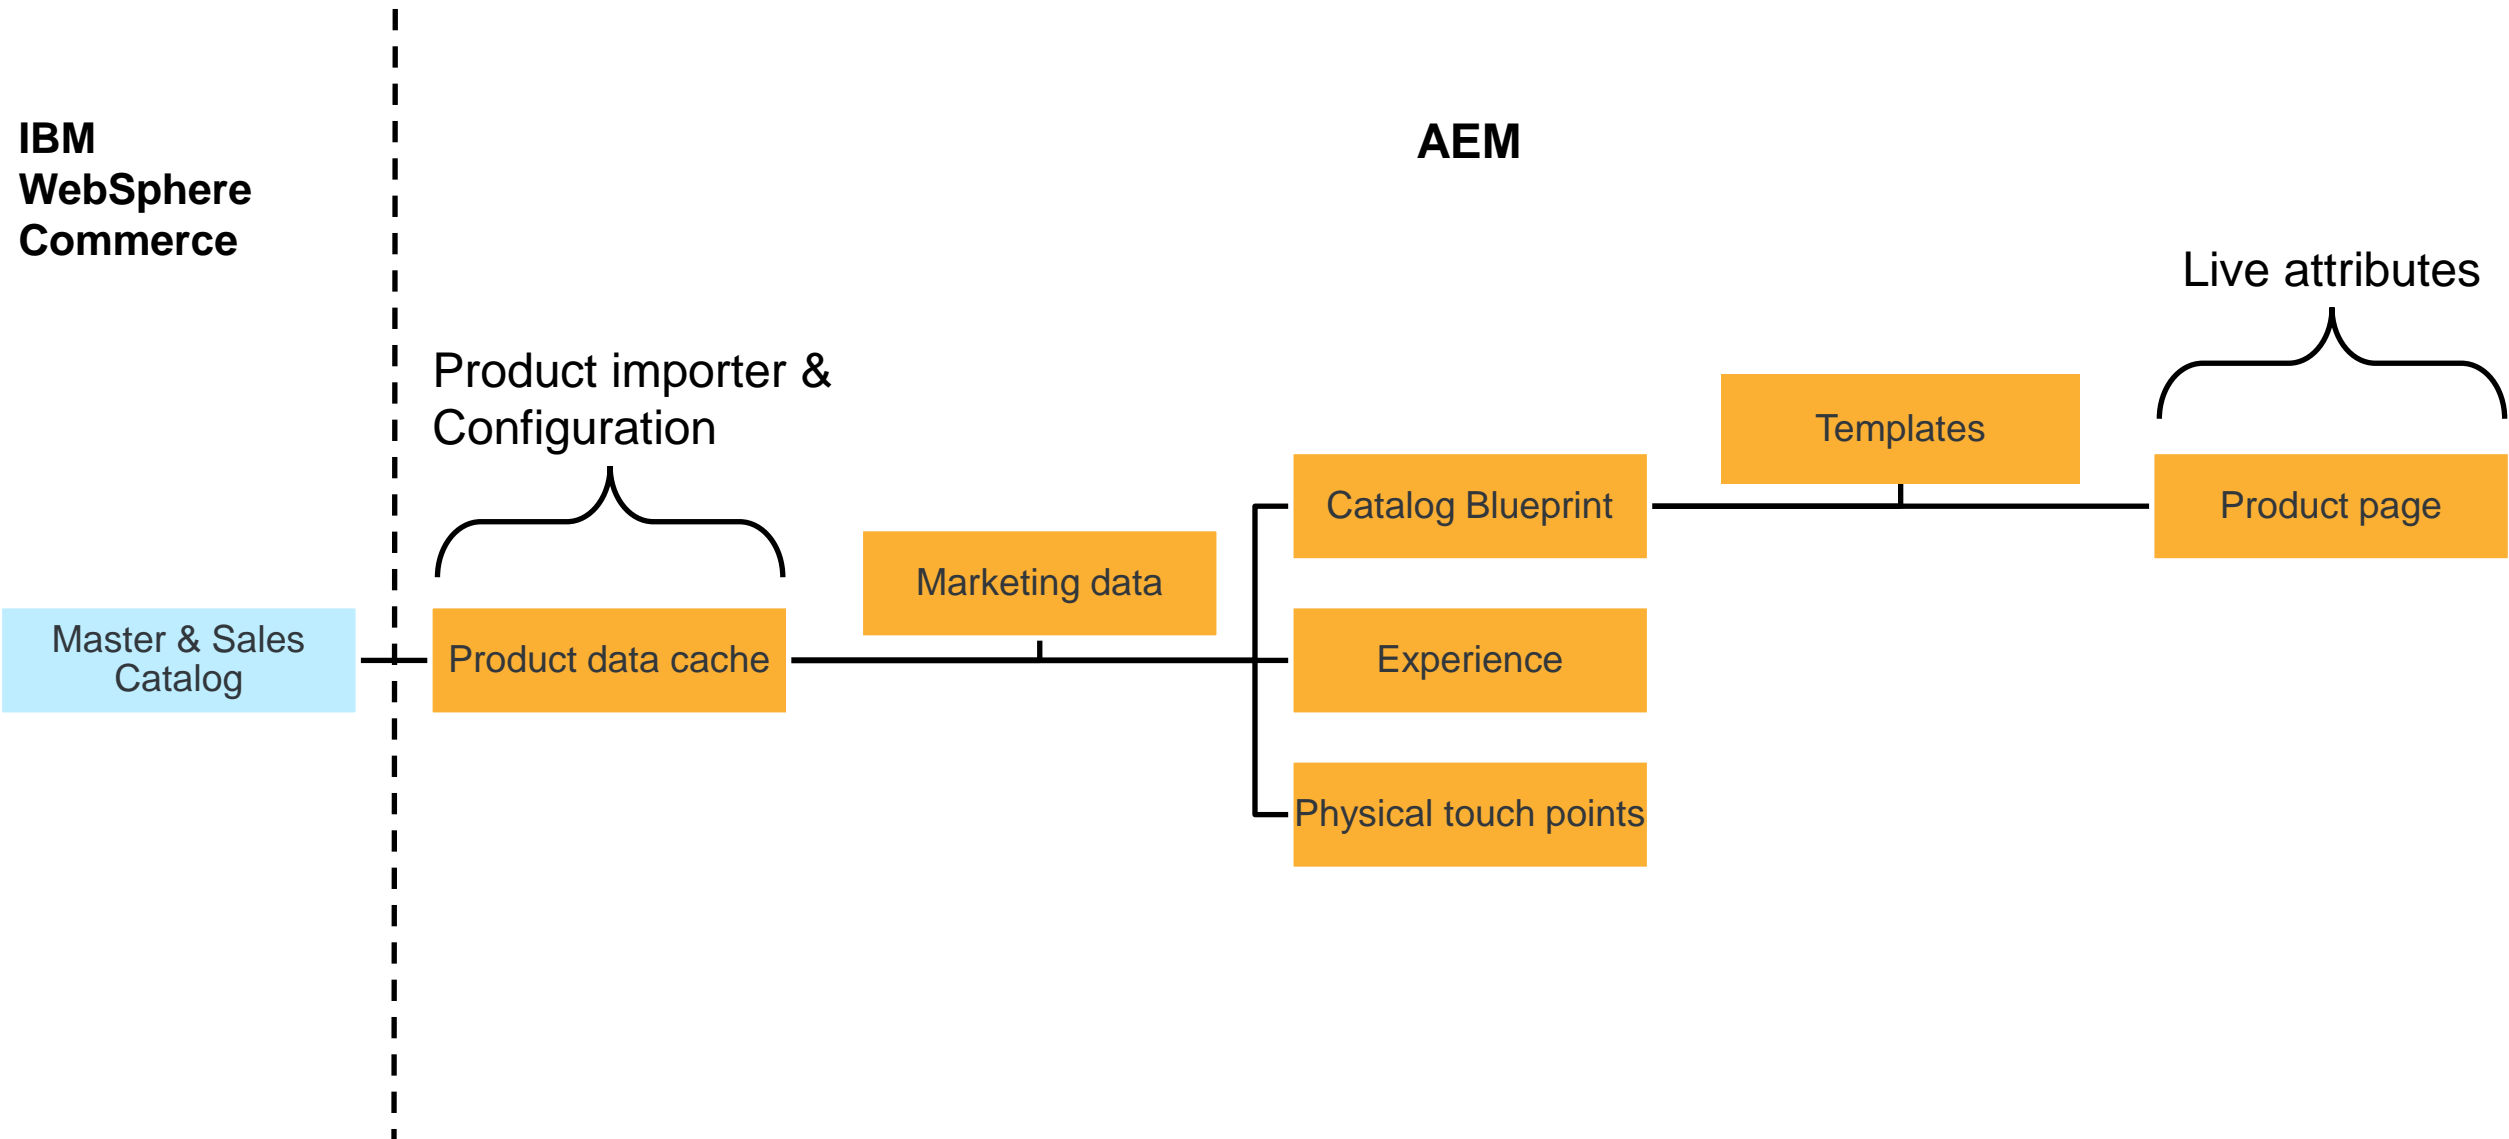 IBM
WebSphere
Commerce
AEM
Live attributes
Product importer &
Configuration
Templates
Catalog Blueprint
Product page
Marketing data
Master & Sales
Catalog
Product data cache
Experience
Physical touch points